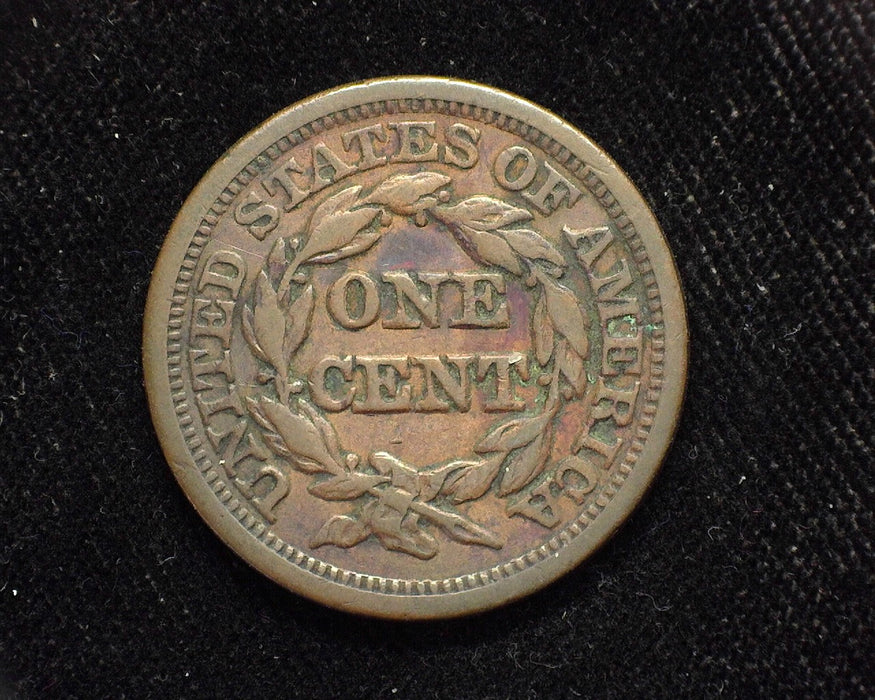 UNITED STATES OF AMERICA
ONE
CENT